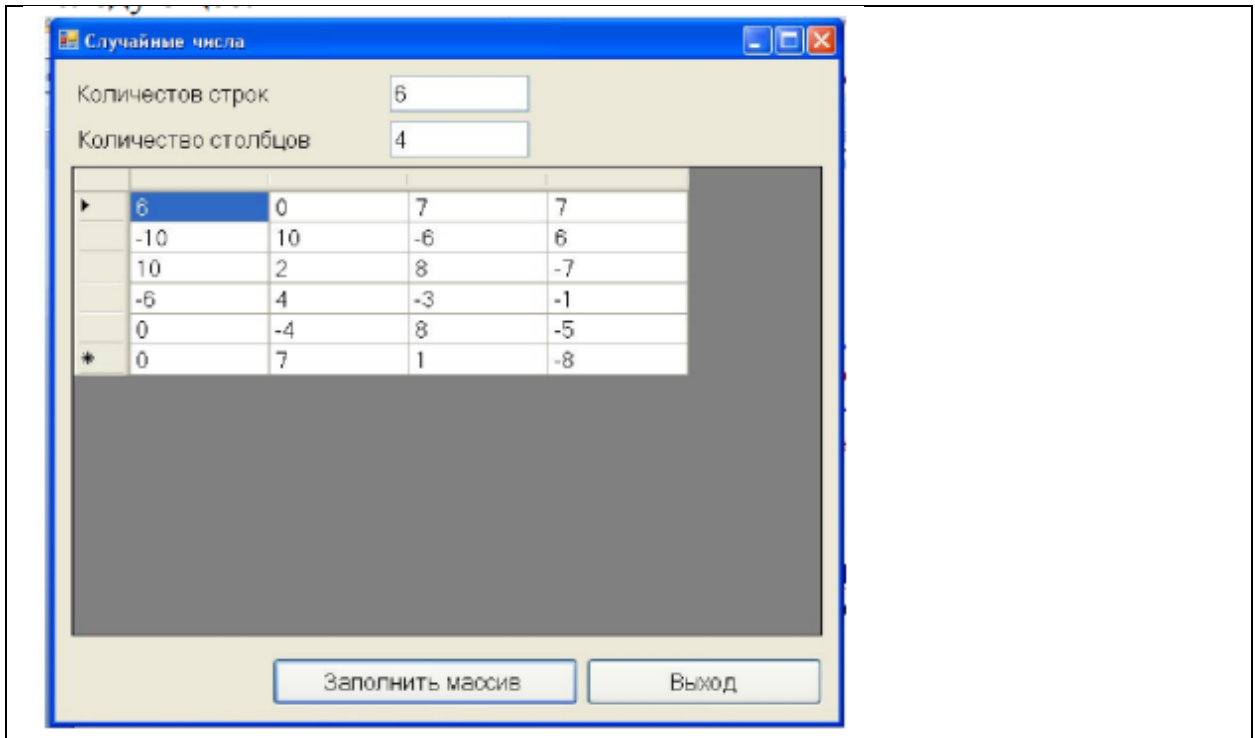 Случайные числа
Количестов строк 6
Количество столбцов 4
6 0 7 7
-10 10 -6 6
10 2 8 -7
-6 4 -3 -1
0 -4 8 -5
0 7 1 -8
Заполнить массив Выход